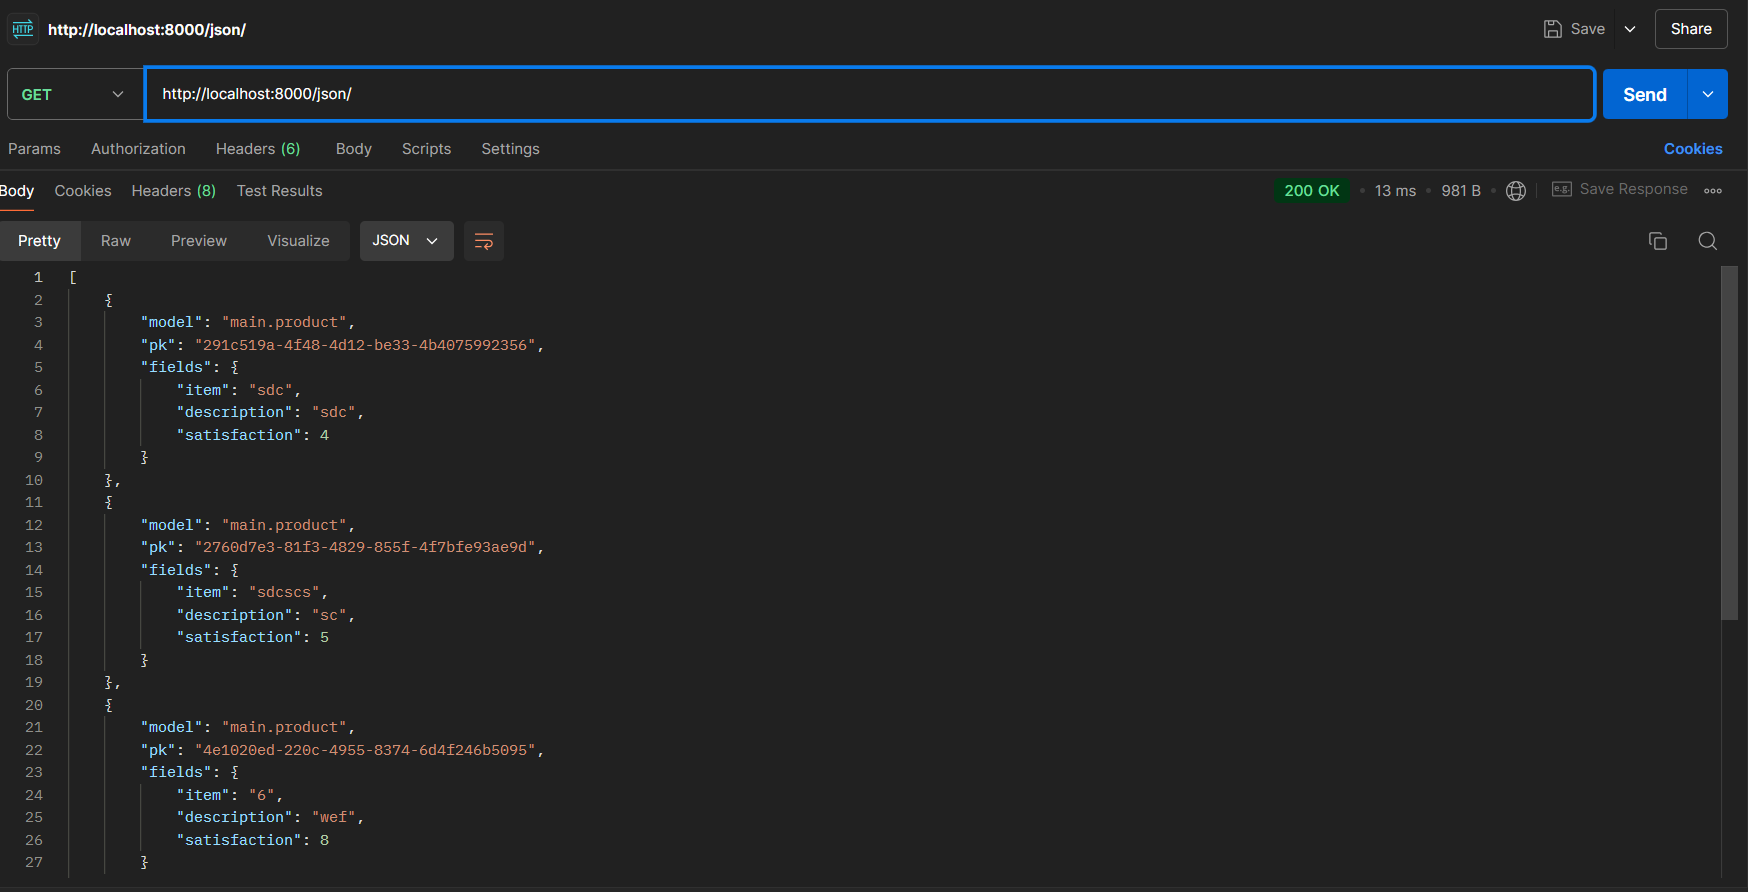 HTTP http://localhost:8000/json/ Save Share
GET http://localhost:8000/json/ Send
Params Authorization Headers (6) Body Scripts Settings Cookies
Body Cookies Headers (8) Test Results 200 OK • 13 ms • 981 B • e.g. Save Response
Pretty Raw Preview Visualize JSON
1 [
2 {
3 "model": "main.product",
4 "pk": "291c519a-4f48-4d12-be33-4b4075992356",
5 "fields": {
6 "item": "sdc",
7 "description": "sdc",
8 "satisfaction": 4
9 }
10 },
11 {
12 "model": "main.product",
13 "pk": "2760d7e3-81f3-4829-855f-4f7bfe93ae9d",
14 "fields": {
15 "item": "sdcscs",
16 "description": "sc",
17 "satisfaction": 5
18 }
19 },
20 {
21 "model": "main.product",
22 "pk": "4e1020ed-220c-4955-8374-6d4f246b5095",
23 "fields": {
24 "item": "6",
25 "description": "wef",
26 "satisfaction": 8
27 }